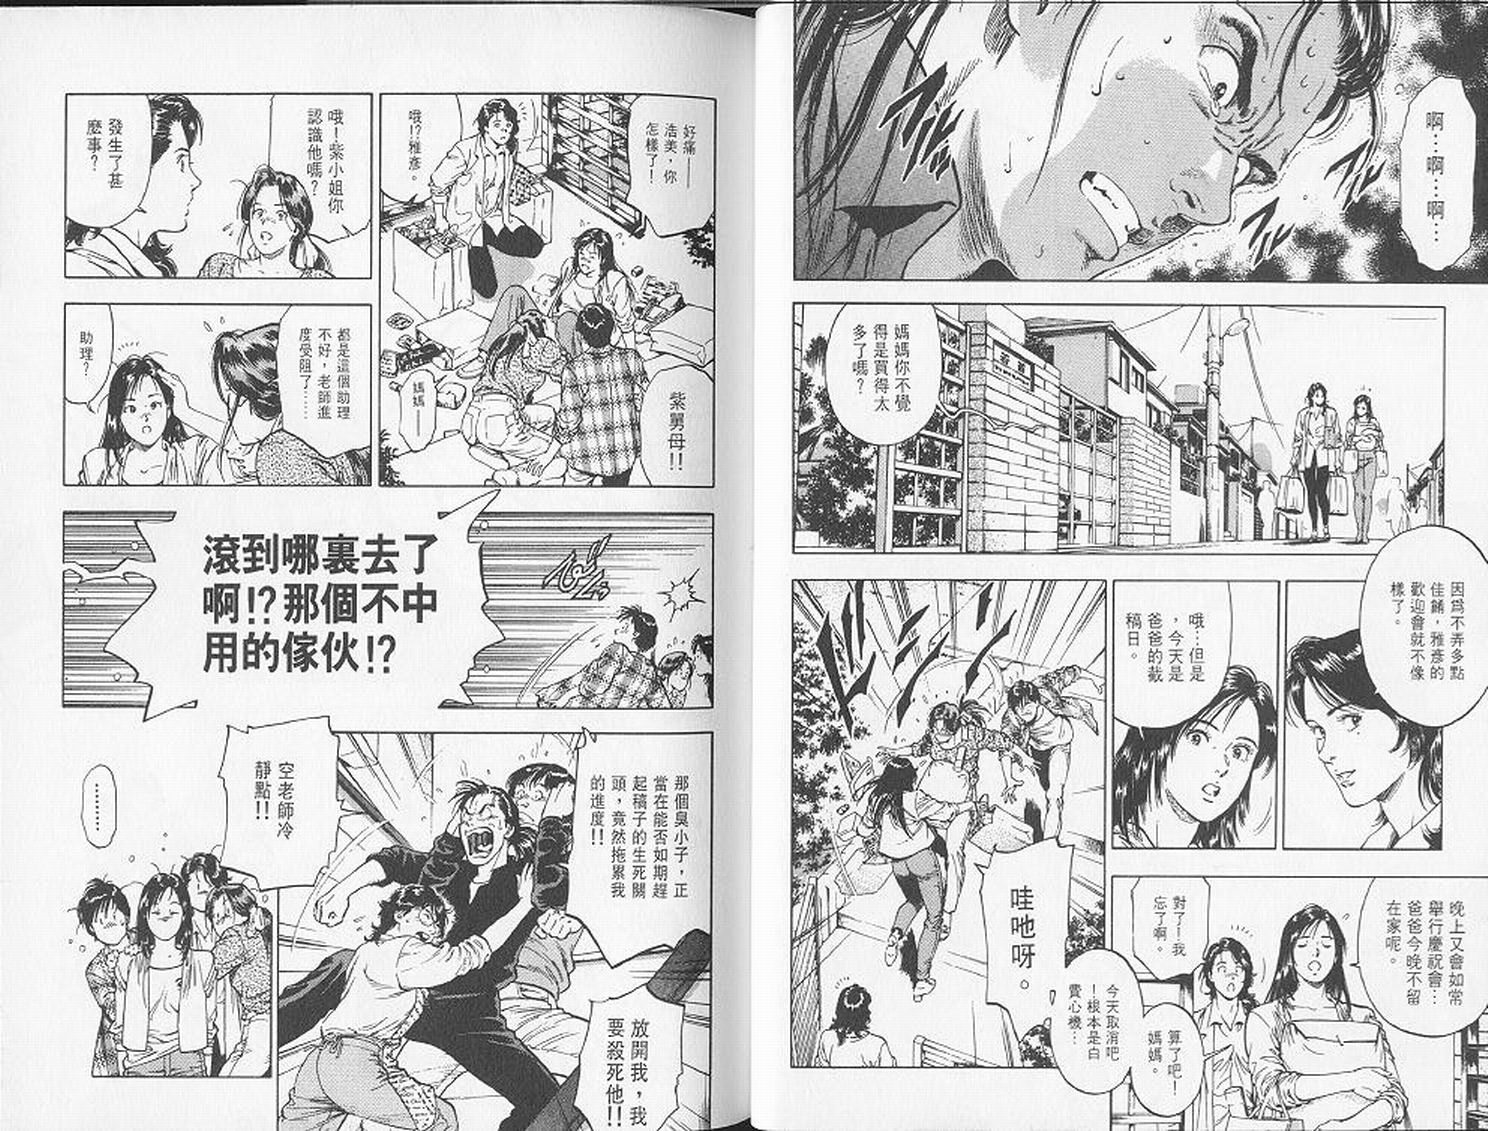 啊…啊…啊…
媽媽你不覺
得是買得太
多了嗎？
因為不弄多點
佳餚，雅彥的
歡迎會就不像
樣了。
哦…但是
，今天是
爸爸的截
稿日。
晚上又會如常
舉行慶祝會…
爸爸今晚不留
在家呢。
對了！我
忘了啊。
算了吧！
媽媽。
今天取消吧
！根本是白
費心機…
哇吔呀。
好痛——
浩美，你
怎樣了！
哦！？雅彥。
媽媽——
紫舅母！！
哦！紫小姐你
認識他嗎？
發生了甚
麼事？
都是這個助理
不好，老師進
度受阻了……
助理？
滾到哪裏去了
啊！？那個不中
用的傢伙！？
那個臭小子，正
當在能否如期趕
起稿子的生死關
頭，竟然拖累我
的進度！！
空老師冷
靜點！！
放開我，我
要殺死他！！
………